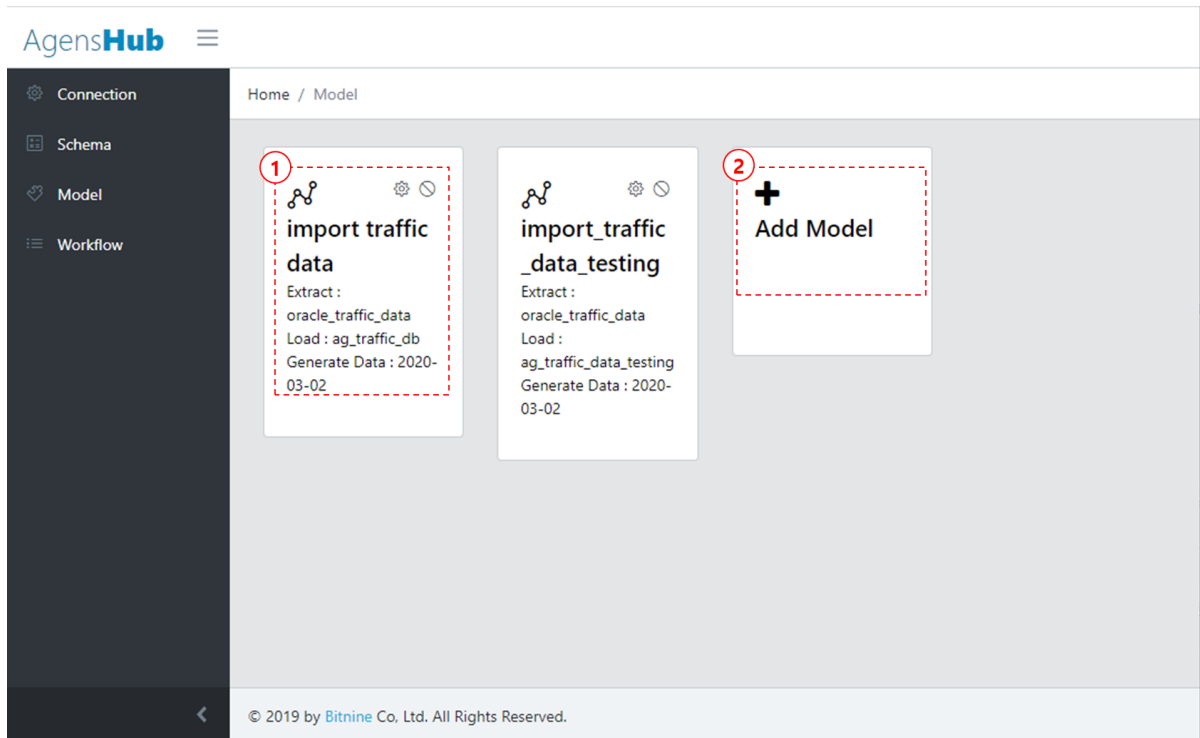 AgensHub
Connection
Schema
Model
Workflow
Home / Model
1
import traffic
data
Extract :
oracle_traffic_data
Load : ag_traffic_db
Generate Data : 2020-
03-02
import_traffic
_data_testing
Extract :
oracle_traffic_data
Load :
ag_traffic_data_testing
Generate Data : 2020-
03-02
2
Add Model
© 2019 by Bitnine Co, Ltd. All Rights Reserved.